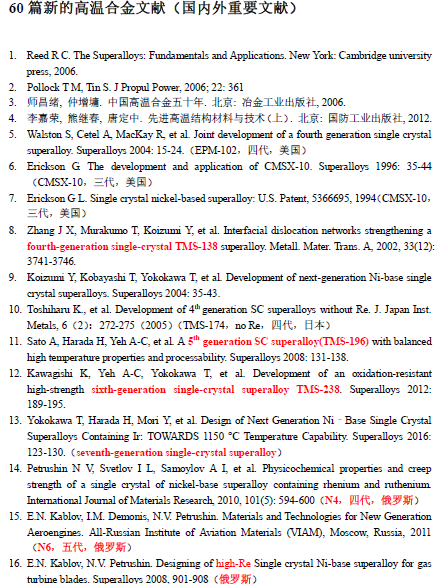 60 篇新的高温合金文献（国内外重要文献）
1. Reed R C. The Superalloys: Fundamentals and Applications. New York: Cambridge university
press, 2006.
2. Pollock T M, Tin S. J Propul Power, 2006; 22: 361
3. 师昌绪, 仲增墉. 中国高温合金五十年. 北京: 冶金工业出版社, 2006.
4. 李嘉荣, 熊继春, 唐定中. 先进高温结构材料与技术（上）. 北京: 国防工业出版社, 2012.
5. Walston S, Cetel A, MacKay R, et al. Joint development of a fourth generation single crystal
superalloy. Superalloys 2004: 15-24.（EPM-102，四代，美国）
6. Erickson G. The development and application of CMSX-10. Superalloys 1996: 35-44
（CMSX-10，三代，美国）
7. Erickson G L. Single crystal nickel-based superalloy: U.S. Patent, 5366695, 1994（CMSX-10，
三代，美国）
8. Zhang J X, Murakumo T, Koizumi Y, et al. Interfacial dislocation networks strengthening a
fourth-generation single-crystal TMS-138 superalloy. Metall. Mater. Trans. A, 2002, 33(12):
3741-3746.
9. Koizumi Y, Kobayashi T, Yokokawa T, et al. Development of next-generation Ni-base single
crystal superalloys. Superalloys 2004: 35-43.
10. Toshiharu K., et al. Development of 4th generation SC superalloys without Re. J. Japan Inst.
Metals, 6（2）: 272-275（2005）（TMS-174，no Re，四代，日本）
11. Sato A, Harada H, Yeh A-C, et al. A 5th generation SC superalloy(TMS-196) with balanced
high temperature properties and processability. Superalloys 2008: 131-138.
12. Kawagishi K, Yeh A-C, Yokokawa T, et al. Development of an oxidation-resistant
high-strength sixth-generation single-crystal superalloy TMS-238. Superalloys 2012:
189-195.
13. Yokokawa T, Harada H, Mori Y, et al. Design of Next Generation Ni‐Base Single Crystal
Superalloys Containing Ir: TOWARDS 1150 °C Temperature Capability. Superalloys 2016:
123-130.（seventh-generation single-crystal superalloy）
14. Petrushin N V, Svetlov I L, Samoylov A I, et al. Physicochemical properties and creep
strength of a single crystal of nickel-base superalloy containing rhenium and ruthenium.
International Journal of Materials Research, 2010, 101(5): 594-600（N4，四代，俄罗斯）
15. E.N. Kablov, I.M. Demonis, N.V. Petrushin. Materials and Technologies for New Generation
Aeroengines. All-Russian Institute of Aviation Materials (VIAM), Moscow, Russia, 2011
（N6，五代，俄罗斯）
16. E.N. Kablov, N.V. Petrushin. Designing of high-Re Single crystal Ni-base superalloy for gas
turbine blades. Superalloys 2008, 901-908（俄罗斯）